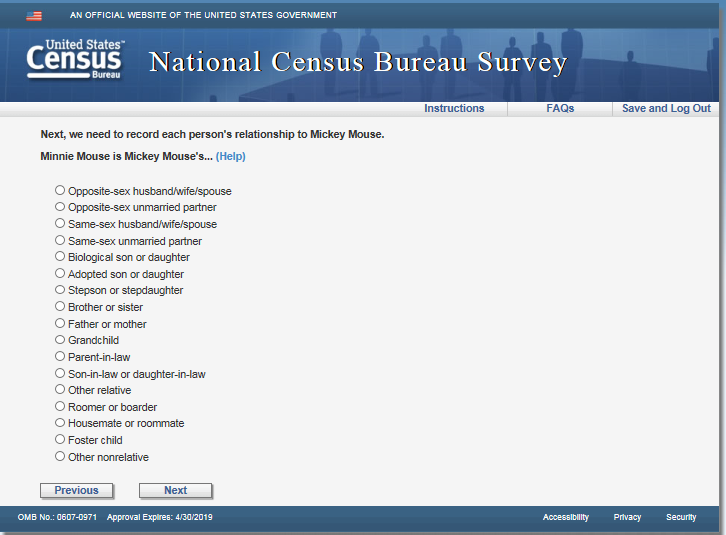 AN OFFICIAL WEBSITE OF THE UNITED STATES GOVERNMENT
United States™
Census
Bureau
National Census Bureau Survey
Instructions FAQs Save and Log Out
Next, we need to record each person's relationship to Mickey Mouse.
Minnie Mouse is Mickey Mouse's... (Help)
Opposite-sex husband/wife/spouse
Opposite-sex unmarried partner
Same-sex husband/wife/spouse
Same-sex unmarried partner
Biological son or daughter
Adopted son or daughter
Stepson or stepdaughter
Brother or sister
Father or mother
Grandchild
Parent-in-law
Son-in-law or daughter-in-law
Other relative
Roomer or boarder
Housemate or roommate
Foster child
Other nonrelative
Previous Next
OMB No.: 0607-0971 Approval Expires: 4/30/2019 Accessibility Privacy Security